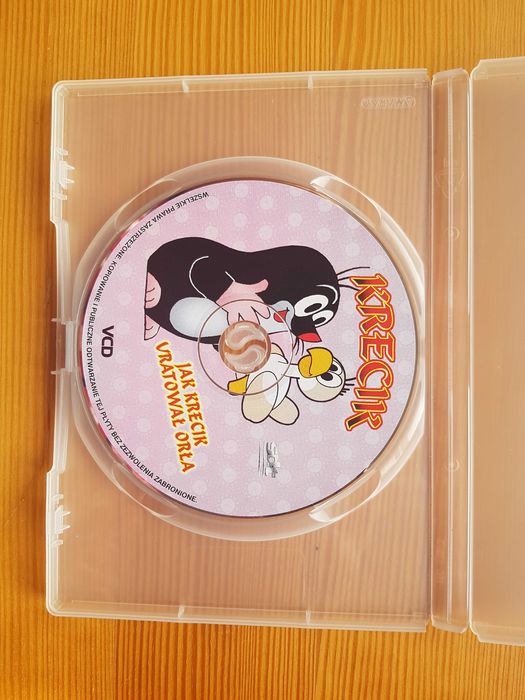 KRECIK
JAK KRECIK
URATOWAŁ ORŁA
VCD
WSZELKIE PRAWA ZASTRZEŻONE. KOPIOWANIE I PUBLICZNE ODTWARZANIE TEJ PŁYTY BEZ ZEZWOLENIA ZABRONIONE.